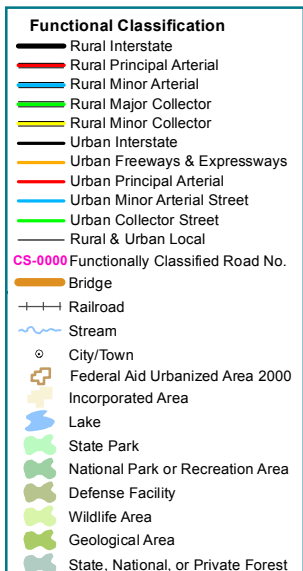 Functional Classification
Rural Interstate
Rural Principal Arterial
Rural Minor Arterial
Rural Major Collector
Rural Minor Collector
Urban Interstate
Urban Freeways & Expressways
Urban Principal Arterial
Urban Minor Arterial Street
Urban Collector Street
Rural & Urban Local
CS-0000 Functionally Classified Road No.
Bridge
Railroad
Stream
City/Town
Federal Aid Urbanized Area 2000
Incorporated Area
Lake
State Park
National Park or Recreation Area
Defense Facility
Wildlife Area
Geological Area
State, National, or Private Forest